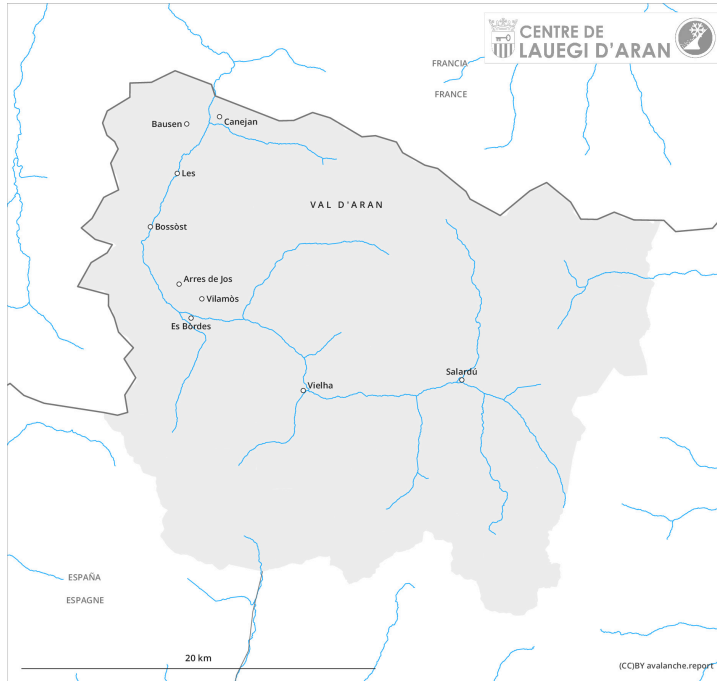 CENTRE DE
LAUEGI D'ARAN
FRANCIA
FRANCE
Canejan
Bausen
Les
VAL D'ARAN
Bossòst
Arres de Jos
Vilamòs
Es Bòrdes
Salardú
Vielha
ESPAÑA
ESPAGNE
20 km
(CC)BY avalanche.report